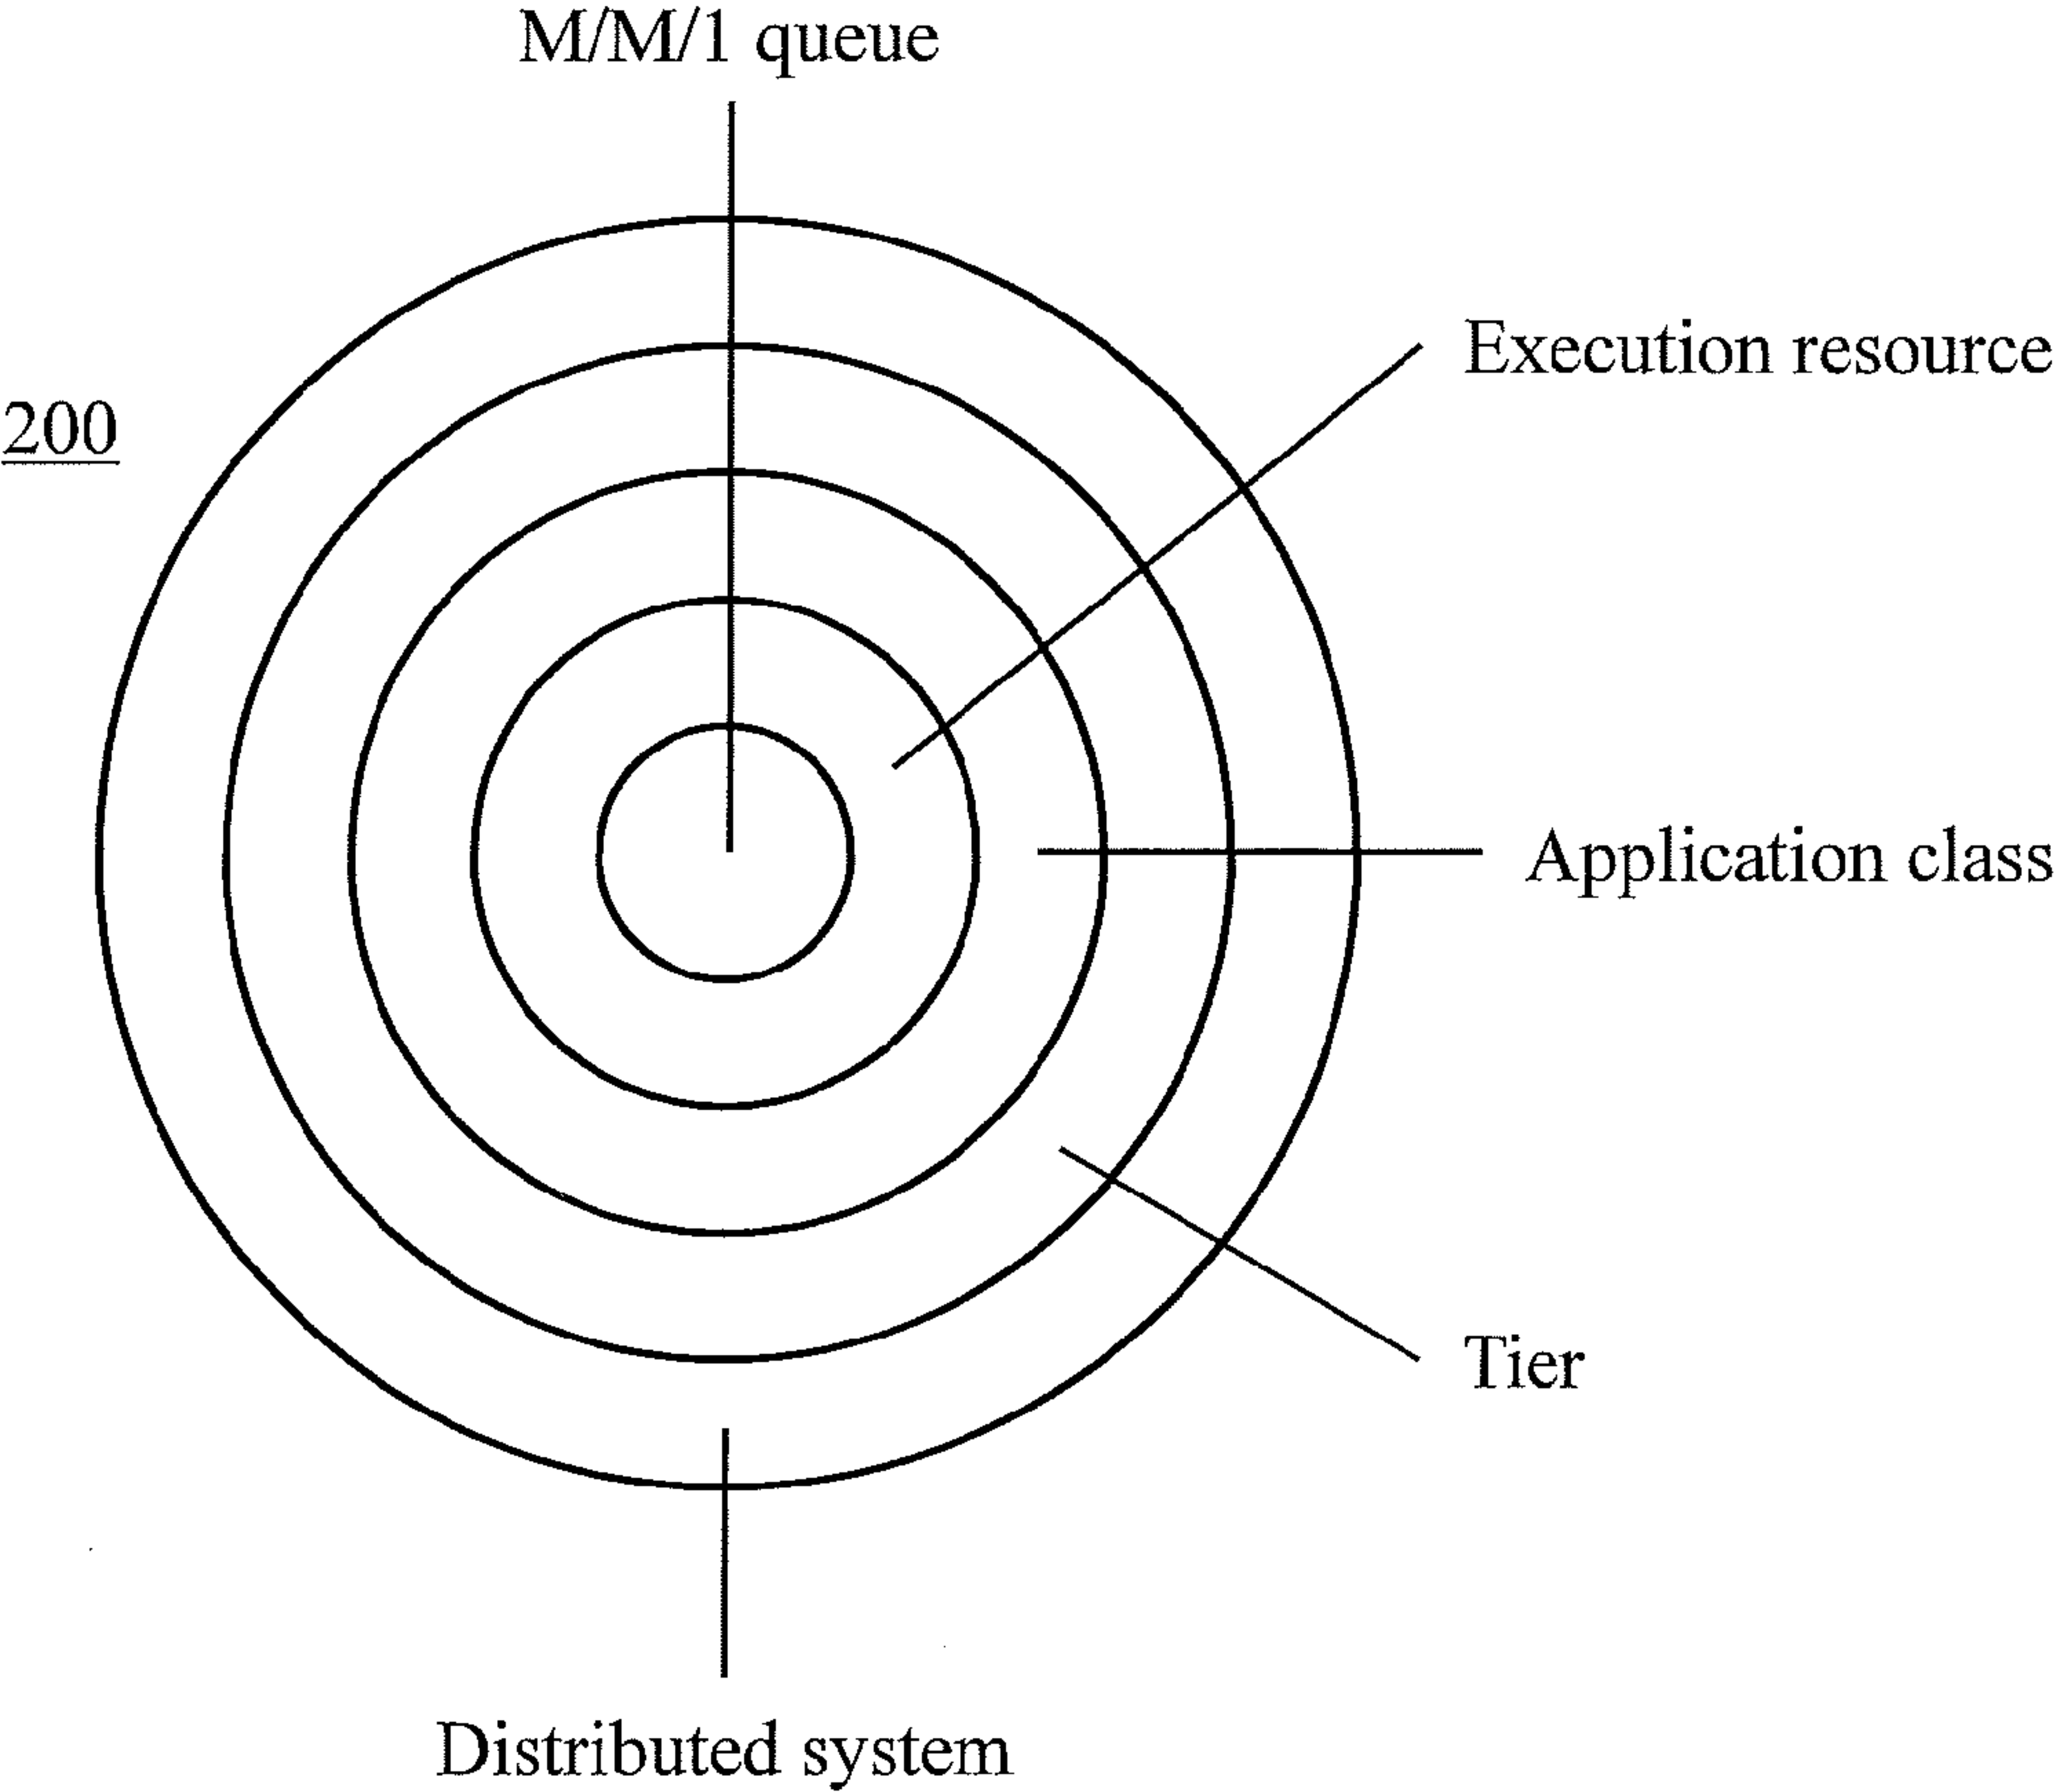 M/M/1 queue
Execution resource
200
Application class
Tier
Distributed system